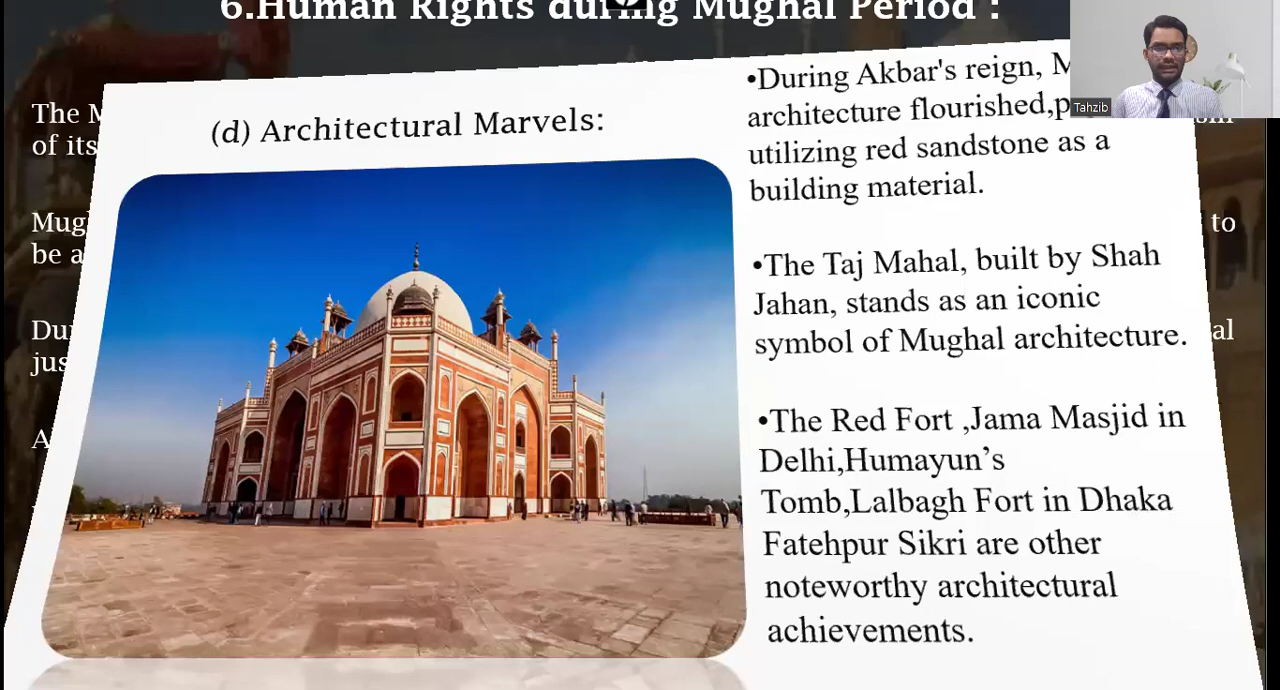 6.Human Rights during Mughal Period :
Tahzib
The
of its
be a
A
to
(d) Architectural Marvels:
•During Akbar's reign,
architecture flourished,
utilizing red sandstone as a
building material.
•The Taj Mahal, built by Shah
Jahan, stands as an iconic
symbol of Mughal architecture.
•The Red Fort ,Jama Masjid in
Delhi,Humayun’s
Tomb,Lalbagh Fort in Dhaka
Fatehpur Sikri are other
noteworthy architectural
achievements.